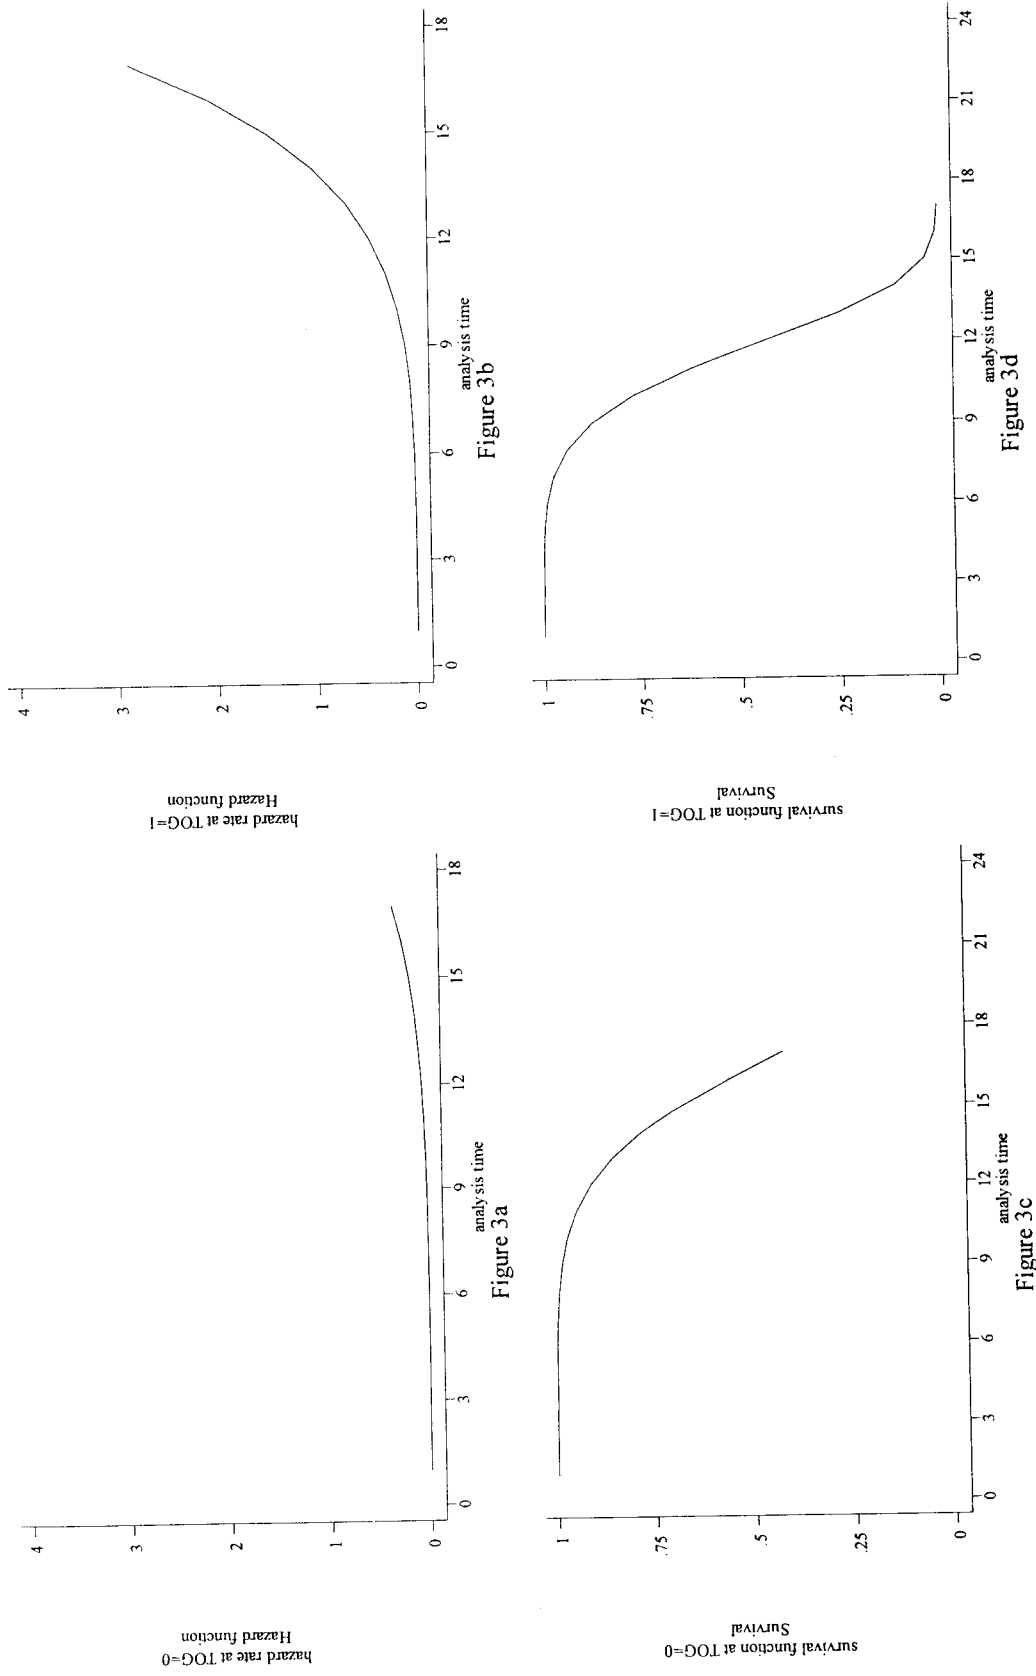 hazard rate at TOG=0
Hazard function
4
3
2
1
0
0 3 6 9 12 15 18
analysis time
Figure 3a
hazard rate at TOG=1
Hazard function
4
3
2
1
0
0 3 6 9 12 15 18
analysis time
Figure 3b
survival function at TOG=0
Survival
1
.75
.5
.25
0
0 3 6 9 12 15 18 21 24
analysis time
Figure 3c
survival function at TOG=1
Survival
1
.75
.5
.25
0
0 3 6 9 12 15 18 21 24
analysis time
Figure 3d